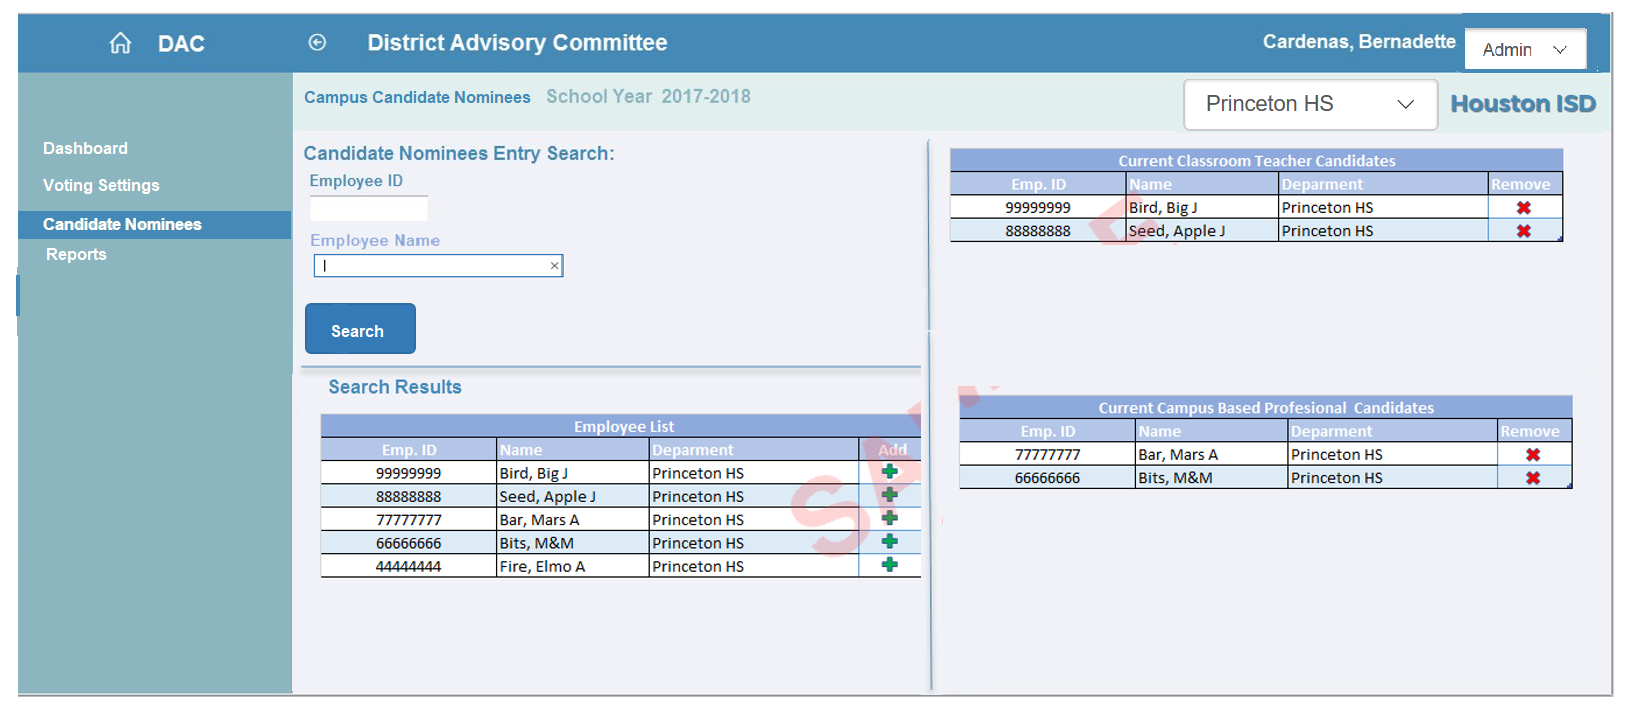 DAC
District Advisory Committee
Cardenas, Bernadette
Admin
Campus Candidate Nominees School Year 2017-2018
Princeton HS
Houston ISD
Dashboard
Voting Settings
Candidate Nominees
Reports
Candidate Nominees Entry Search:
Employee ID
Employee Name
Search
Search Results
Employee List
Emp. ID Name Deparment Add
99999999 Bird, Big J Princeton HS
88888888 Seed, Apple J Princeton HS
77777777 Bar, Mars A Princeton HS
66666666 Bits, M&M Princeton HS
44444444 Fire, Elmo A Princeton HS
Current Classroom Teacher Candidates
Emp. ID Name Deparment Remove
99999999 Bird, Big J Princeton HS
88888888 Seed, Apple J Princeton HS
Current Campus Based Profesional Candidates
Emp. ID Name Deparment Remove
77777777 Bar, Mars A Princeton HS
66666666 Bits, M&M Princeton HS